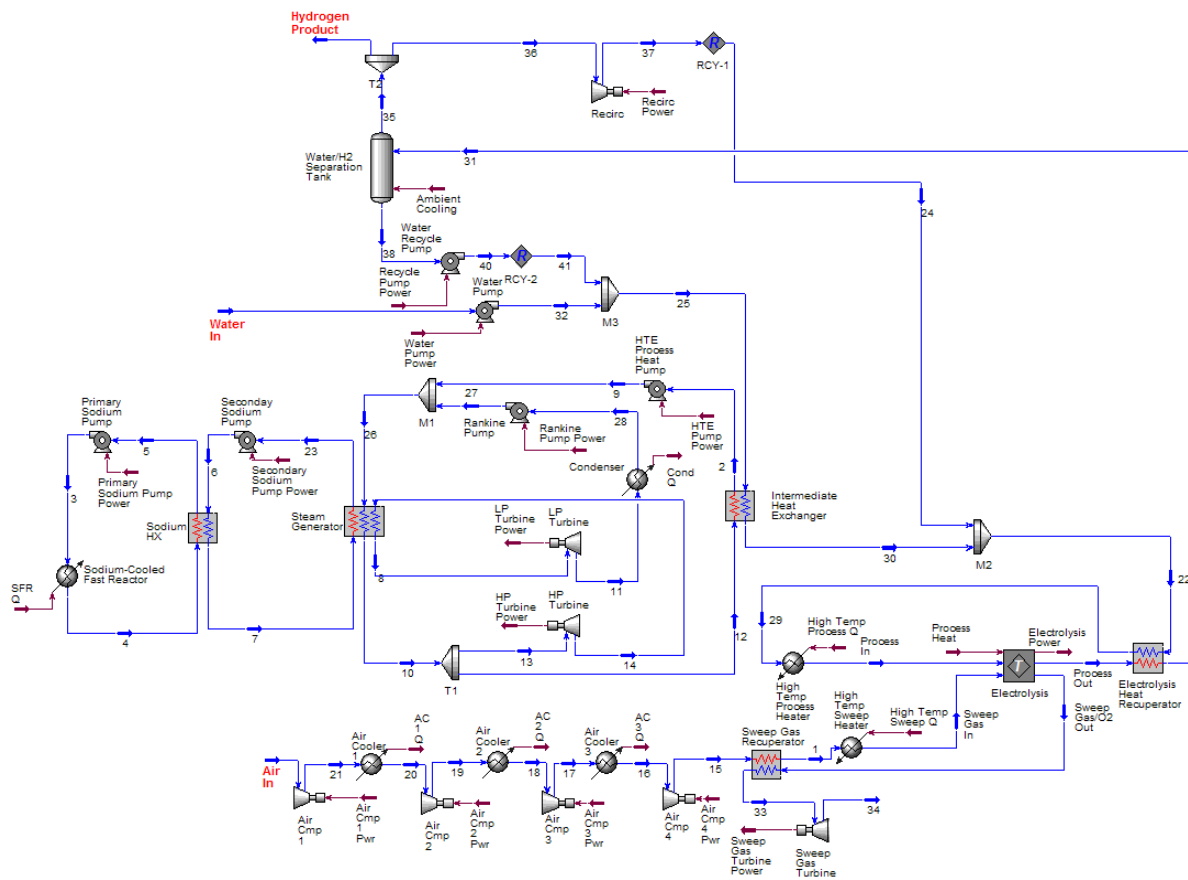 Hydrogen
Product
T2
36
37
RCY-1
Recirc
Recirc
Power
35
Water/H2
Separation
Tank
31
Ambient
Cooling
24
38
Water
Recycle
Pump
40
RCY-2
41
Recycle
Pump
Power
Water
Pump
32
M3
25
Water
In
Water
Pump
Power
HTE
Process
Heat
Pump
M1
27
9
Rankine
Pump
28
Rankine
Pump Power
HTE
Pump
Power
Primary
Sodium
Pump
Seconday
Sodium
Pump
5
6
23
26
Condenser
Cond
Q
2
3
Primary
Sodium Pump
Power
Secondary
Sodium
Pump Power
Sodium
HX
Steam
Generator
Intermediate
Heat
Exchanger
LP
Turbine
Power
LP
Turbine
8
11
30
M2
22
Sodium-Cooled
Fast Reactor
SFR
Q
4
7
HP
Turbine
Power
HP
Turbine
14
12
10
13
T1
29
High Temp
Process Q
Process
In
Process
Heat
Electrolysis
Power
High
Temp
Process
Heater
Electrolysis
Process
Out
Electrolysis
Heat
Recuperator
High
Temp
Sweep
Heater
High Temp
Sweep Q
Sweep
Gas
In
Sweep
Gas/O2
Out
Air
In
21
Air
Cooler
1
AC
1
Q
20
19
Air
Cooler
2
AC
2
Q
18
17
Air
Cooler
3
AC
3
Q
16
15
Sweep Gas
Recuperator
1
Air
Cmp
1
Air
Cmp
1
Pwr
Air
Cmp
2
Air
Cmp
2
Pwr
Air
Cmp
3
Air
Cmp
3
Pwr
Air
Cmp
4
Air
Cmp
4
Pwr
33
34
Sweep
Gas
Turbine
Power
Sweep
Gas
Turbine